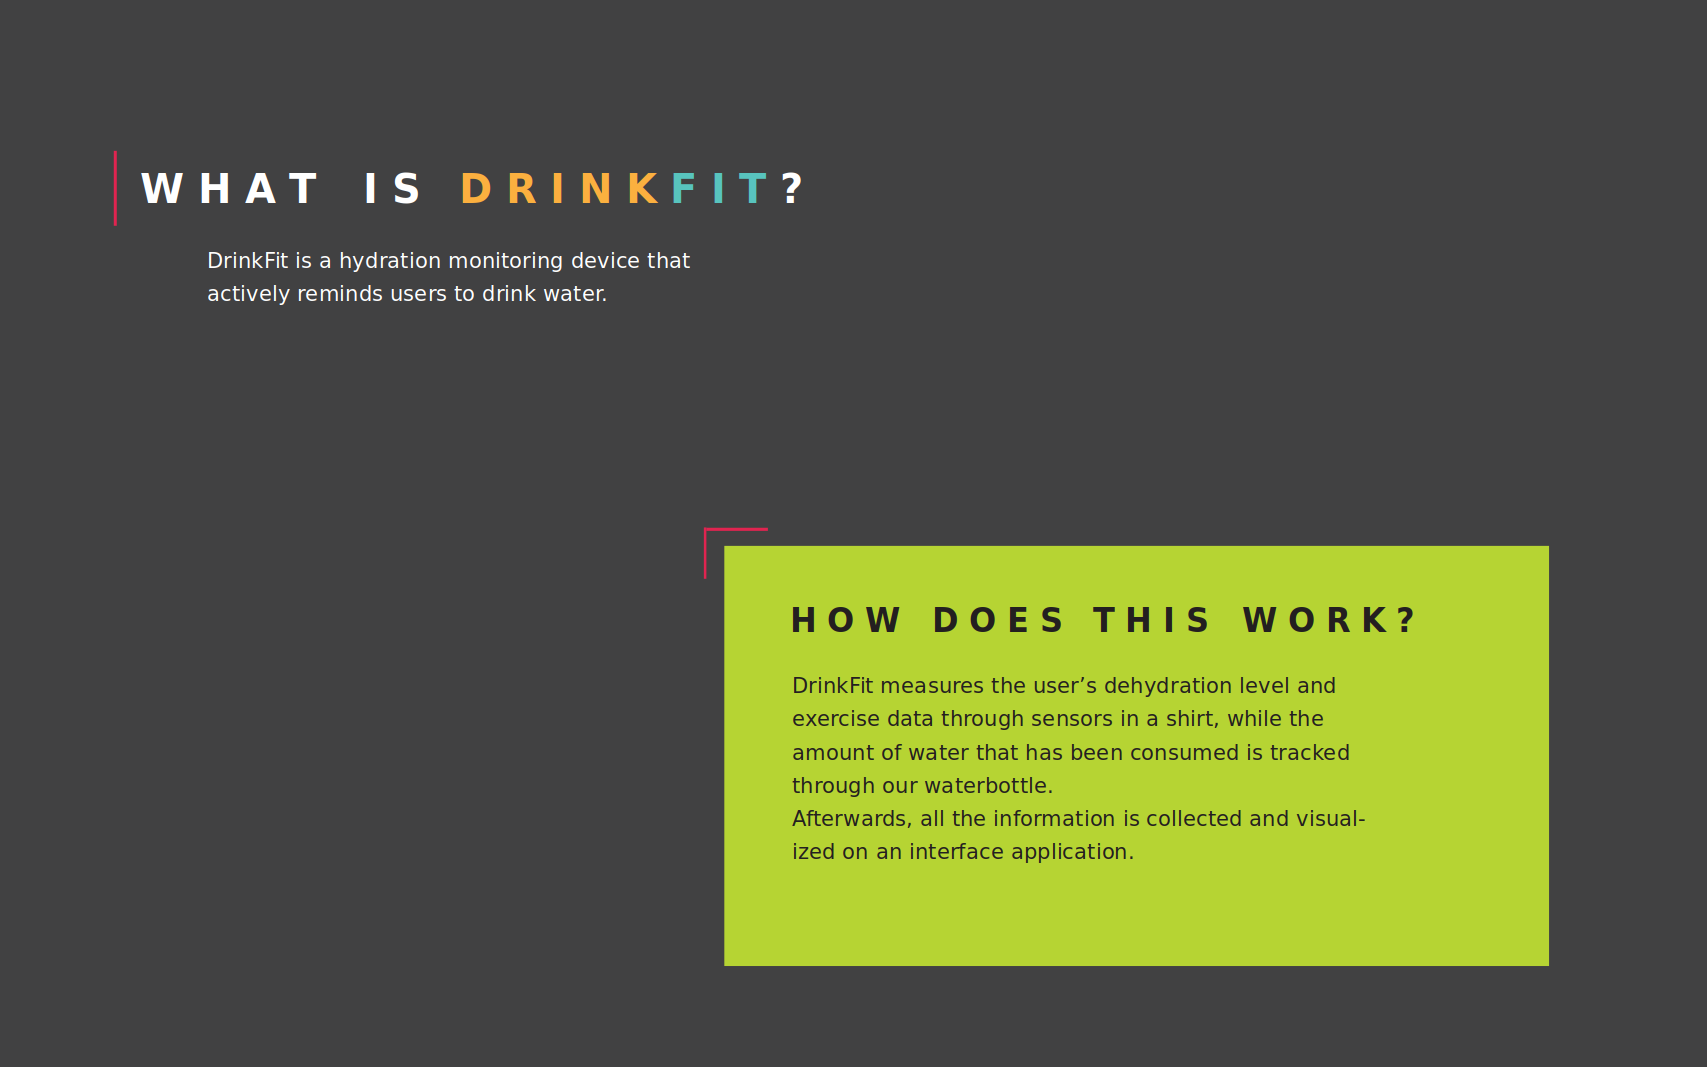 WHAT IS DRINKFIT?
DrinkFit is a hydration monitoring device that
actively reminds users to drink water.
HOW DOES THIS WORK?
DrinkFit measures the user’s dehydration level and
exercise data through sensors in a shirt, while the
amount of water that has been consumed is tracked
through our waterbottle.
Afterwards, all the information is collected and visual-
ized on an interface application.